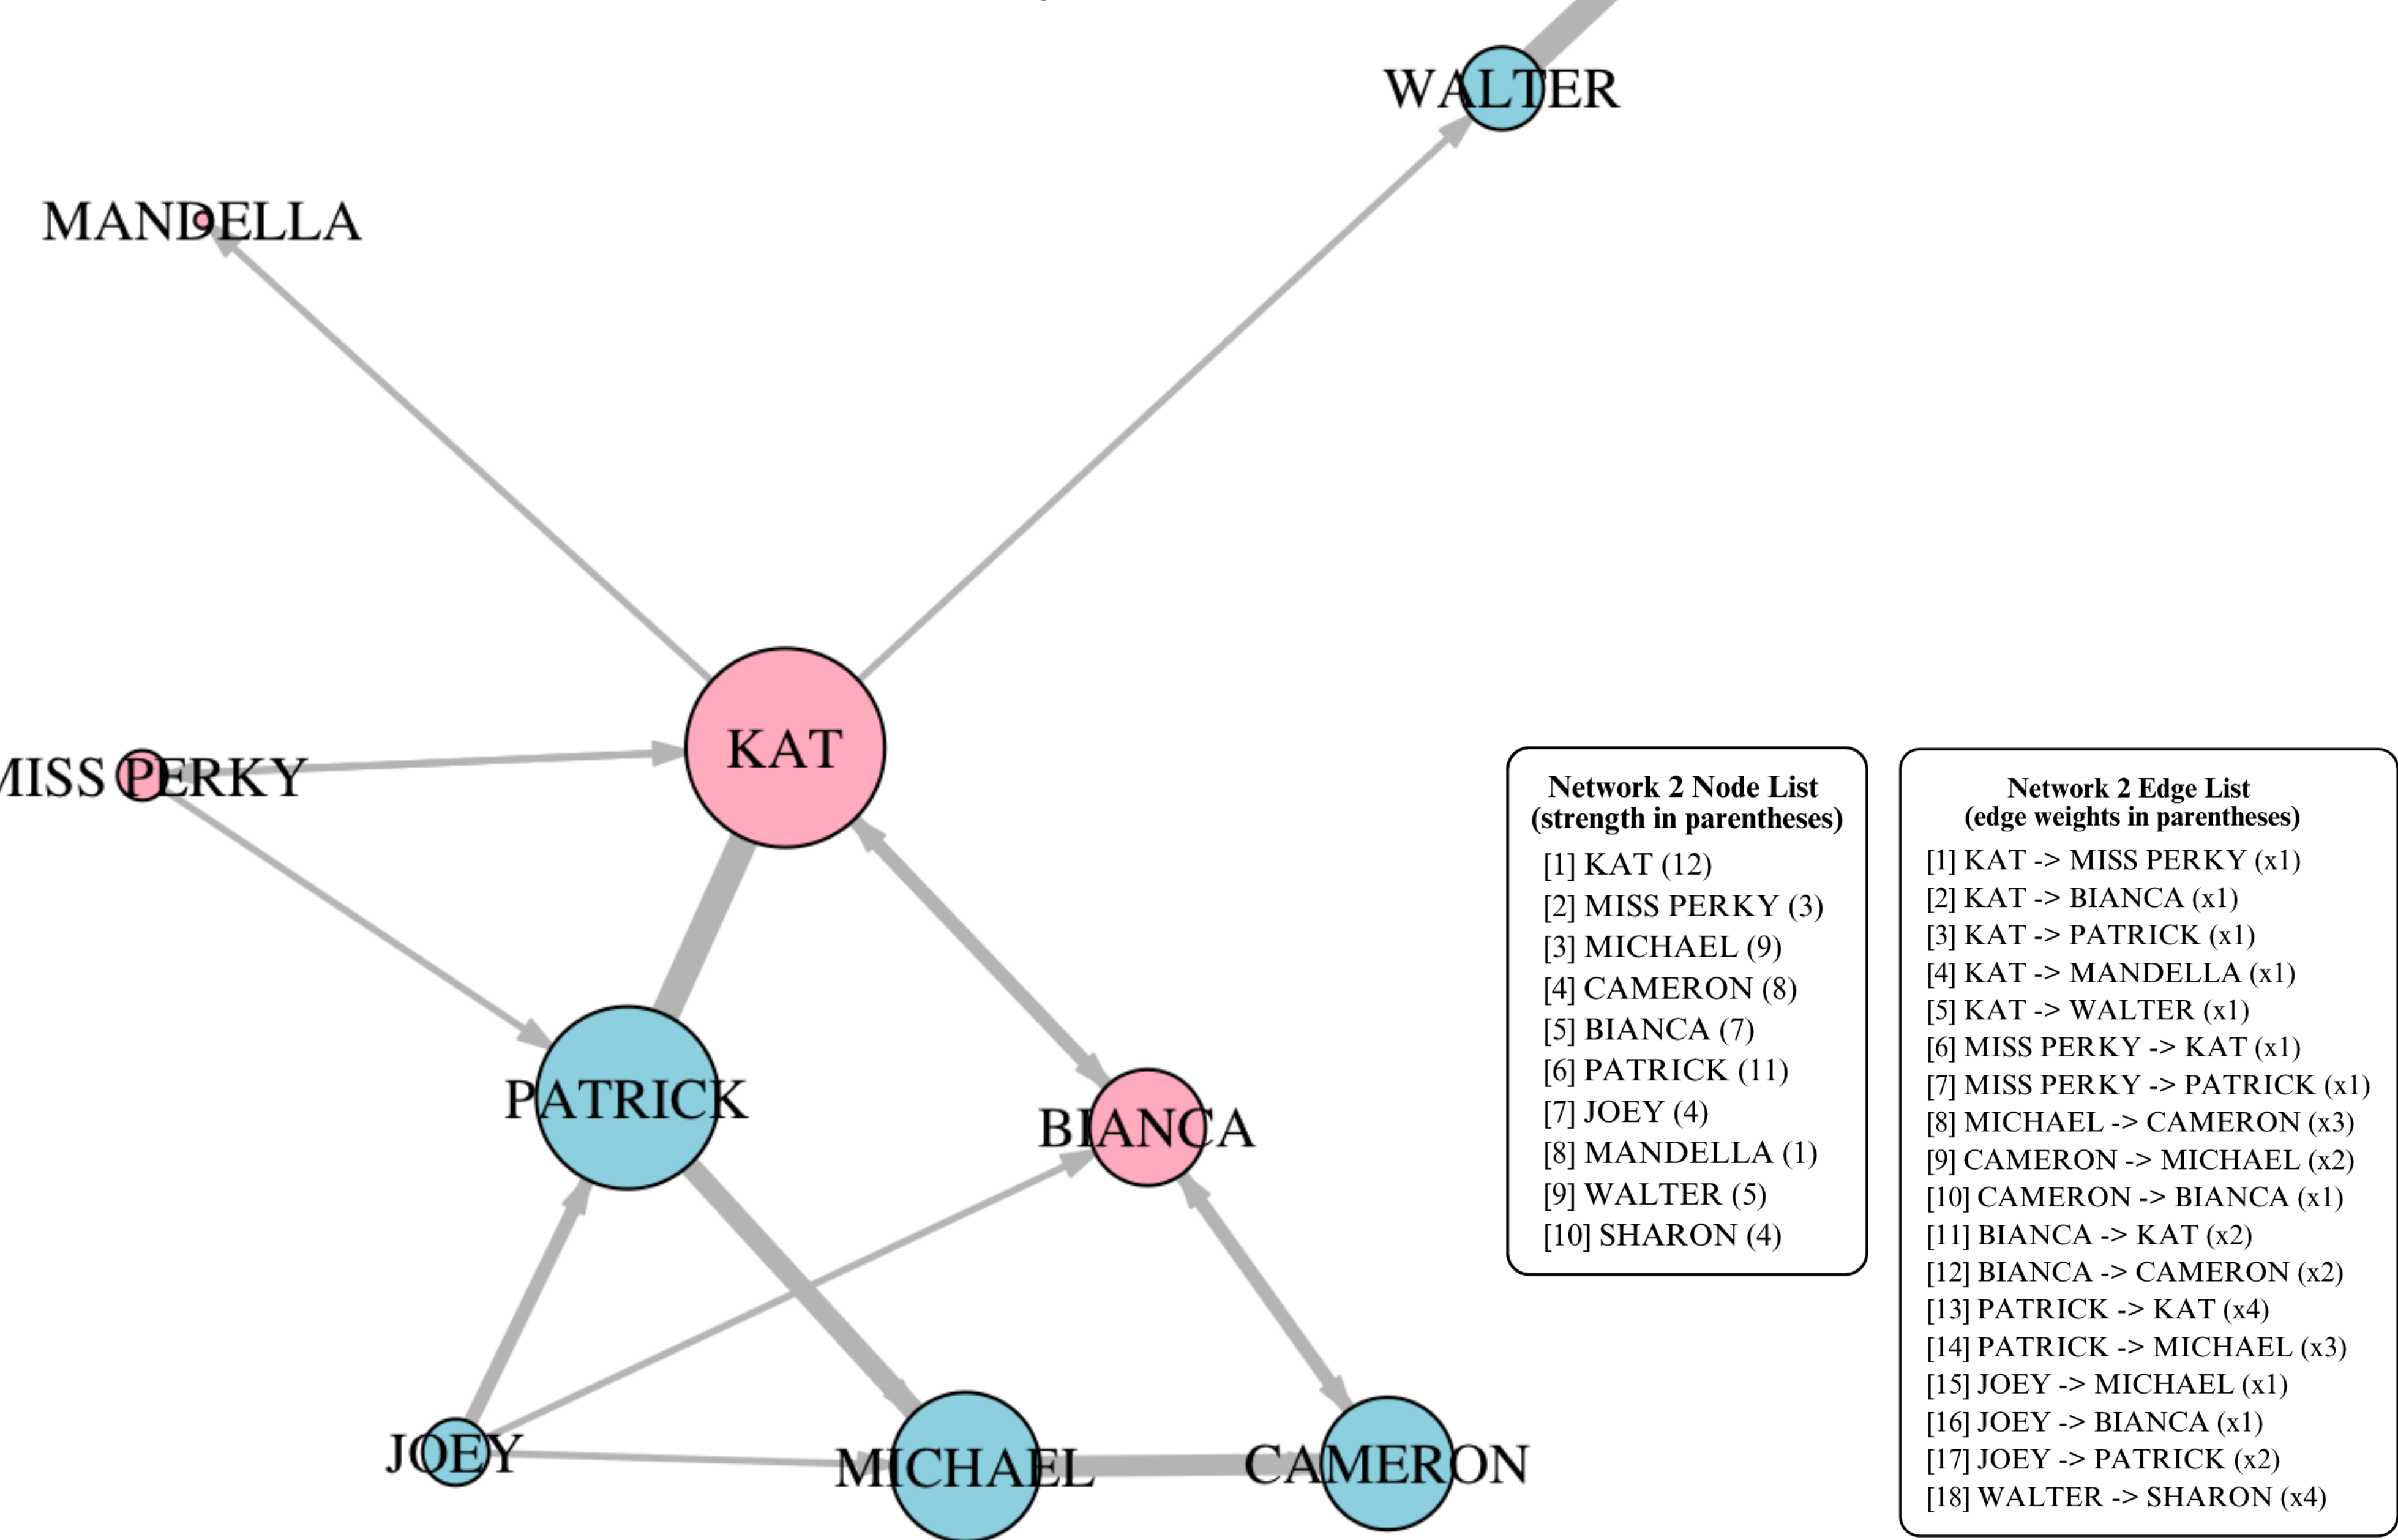 WALTER
MANDELLA
KAT
MISS PERKY
PATRICK
BIANCA
JOEY
MICHAEL
CAMERON
Network 2 Node List
(strength in parentheses)
[1] KAT (12)
[2] MISS PERKY (3)
[3] MICHAEL (9)
[4] CAMERON (8)
[5] BIANCA (7)
[6] PATRICK (11)
[7] JOEY (4)
[8] MANDELLA (1)
[9] WALTER (5)
[10] SHARON (4)
Network 2 Edge List
(edge weights in parentheses)
[1] KAT -> MISS PERKY (x1)
[2] KAT -> BIANCA (x1)
[3] KAT -> PATRICK (x1)
[4] KAT -> MANDELLA (x1)
[5] KAT -> WALTER (x1)
[6] MISS PERKY -> KAT (x1)
[7] MISS PERKY -> PATRICK (x1)
[8] MICHAEL -> CAMERON (x3)
[9] CAMERON -> MICHAEL (x2)
[10] CAMERON -> BIANCA (x1)
[11] BIANCA -> KAT (x2)
[12] BIANCA -> CAMERON (x2)
[13] PATRICK -> KAT (x4)
[14] PATRICK -> MICHAEL (x3)
[15] JOEY -> MICHAEL (x1)
[16] JOEY -> BIANCA (x1)
[17] JOEY -> PATRICK (x2)
[18] WALTER -> SHARON (x4)